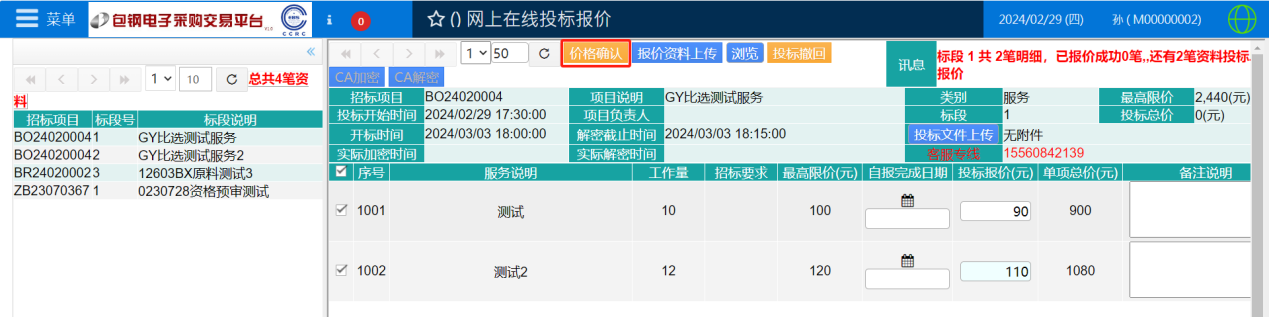 菜单 包钢电子采购交易平台 V1.0 CEBS CCRC i 0 ☆ () 网上在线投标报价 2024/02/29 (四) 孙 ( M00000002)
«
1 10 总共4笔资料
招标项目 标段号 标段说明
BO24020004 1 GY比选测试服务
BO24020004 2 GY比选测试服务2
BR24020002 3 12603BX原料测试3
ZB23070367 1 0230728资格预审测试
1 50 价格确认 报价资料上传 浏览 投标撤回
CA加密 CA解密
讯息 标段 1 共 2笔明细，已报价成功0笔,,还有2笔资料投标报价
招标项目 BO24020004 项目说明 GY比选测试服务 类别 服务 最高限价 2,440(元)
投标开始时间 2024/02/29 17:30:00 项目负责人 标段 1 投标总价 0(元)
开标时间 2024/03/03 18:00:00 解密截止时间 2024/03/03 18:15:00 投标文件上传 无附件
实际加密时间 实际解密时间 客服专线 15560842139
序号 服务说明 工作量 招标要求 最高限价(元) 自报完成日期 投标报价(元) 单项总价(元) 备注说明
1001 测试 10 100 90 900
1002 测试2 12 120 110 1080